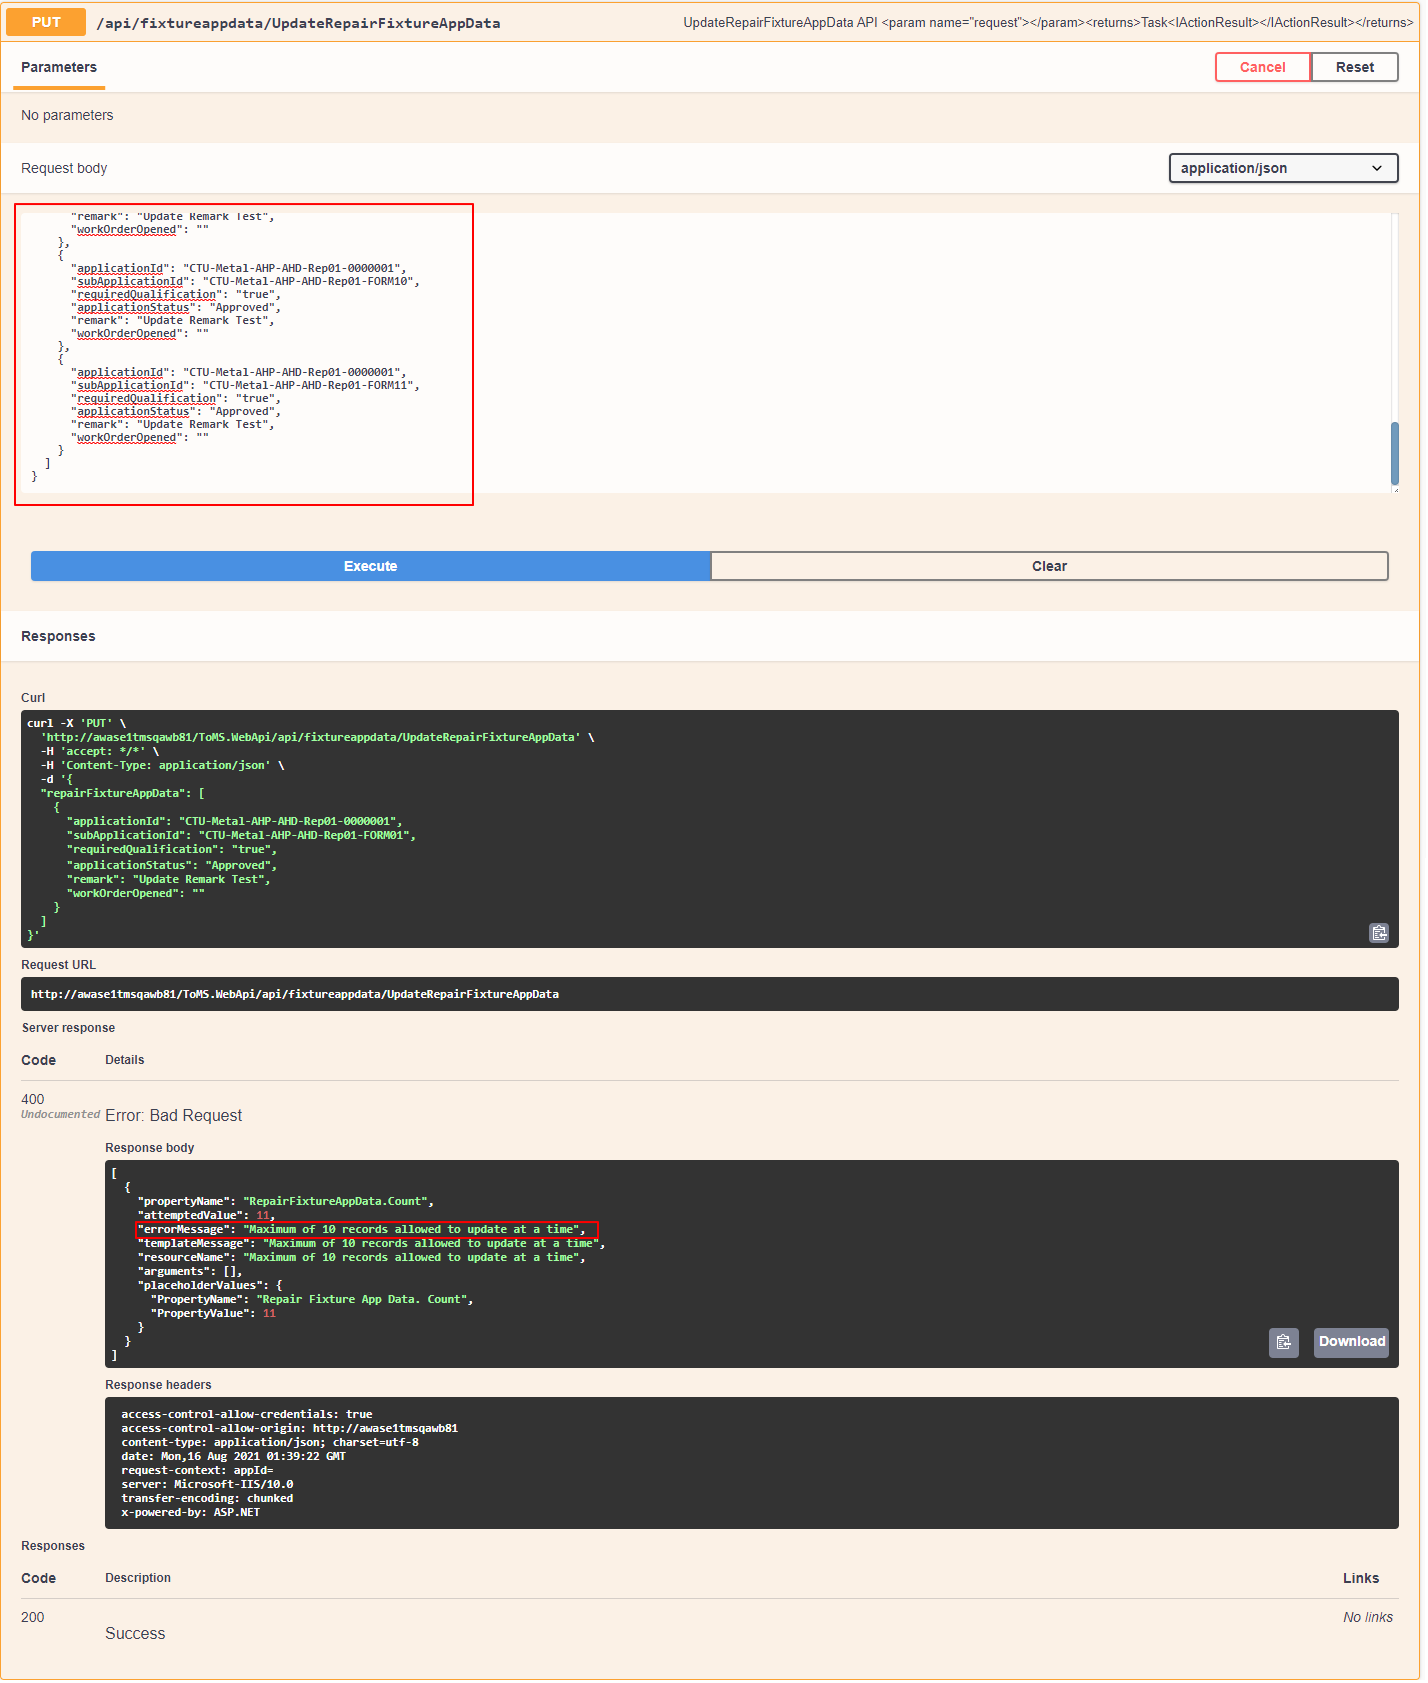 PUT /api/fixtureappdata/UpdateRepairFixtureAppData UpdateRepairFixtureAppData API <param name="request"></param><returns>Task<IActionResult></IActionResult></returns>
Parameters Cancel Reset
No parameters
Request body application/json
"remark": "Update Remark Test",
"workOrderOpened": ""
},
{
"applicationId": "CTU-Metal-AHP-AHD-Rep01-0000001",
"subApplicationId": "CTU-Metal-AHP-AHD-Rep01-FORM10",
"requiredQualification": "true",
"applicationStatus": "Approved",
"remark": "Update Remark Test",
"workOrderOpened": ""
},
{
"applicationId": "CTU-Metal-AHP-AHD-Rep01-0000001",
"subApplicationId": "CTU-Metal-AHP-AHD-Rep01-FORM11",
"requiredQualification": "true",
"applicationStatus": "Approved",
"remark": "Update Remark Test",
"workOrderOpened": ""
}
]
}
Execute Clear
Responses
Curl
curl -X 'PUT' \
'http://awase1tmsqawb81/ToMS.WebApi/api/fixtureappdata/UpdateRepairFixtureAppData' \
-H 'accept: */*' \
-H 'Content-Type: application/json' \
-d '{
"repairFixtureAppData": [
{
"applicationId": "CTU-Metal-AHP-AHD-Rep01-0000001",
"subApplicationId": "CTU-Metal-AHP-AHD-Rep01-FORM01",
"requiredQualification": "true",
"applicationStatus": "Approved",
"remark": "Update Remark Test",
"workOrderOpened": ""
}
]
}'
Request URL
http://awase1tmsqawb81/ToMS.WebApi/api/fixtureappdata/UpdateRepairFixtureAppData
Server response
Code Details
400
Undocumented Error: Bad Request
Response body
[
{
"propertyName": "RepairFixtureAppData.Count",
"attemptedValue": 11,
"errorMessage": "Maximum of 10 records allowed to update at a time",
"templateMessage": "Maximum of 10 records allowed to update at a time",
"resourceName": "Maximum of 10 records allowed to update at a time",
"arguments": [],
"placeholderValues": {
"PropertyName": "Repair Fixture App Data. Count",
"PropertyValue": 11
}
}
]
Download
Response headers
access-control-allow-credentials: true
access-control-allow-origin: http://awase1tmsqawb81
content-type: application/json; charset=utf-8
date: Mon,16 Aug 2021 01:39:22 GMT
request-context: appId=
server: Microsoft-IIS/10.0
transfer-encoding: chunked
x-powered-by: ASP.NET
Responses
Code Description Links
200 No links
Success